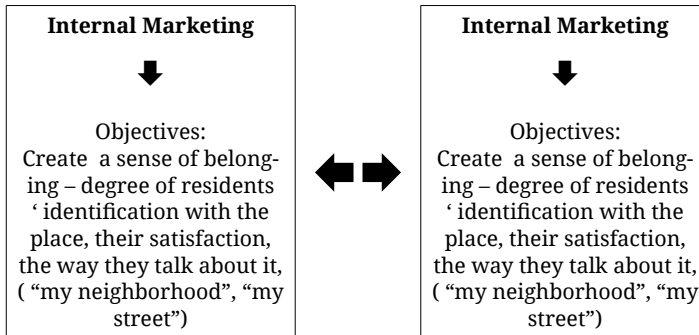 Internal Marketing
Objectives:
Create a sense of belong-
ing – degree of residents
‘ identification with the
place, their satisfaction,
the way they talk about it,
( “my neighborhood”, “my
street”)
Internal Marketing
Objectives:
Create a sense of belong-
ing – degree of residents
‘ identification with the
place, their satisfaction,
the way they talk about it,
( “my neighborhood”, “my
street”)